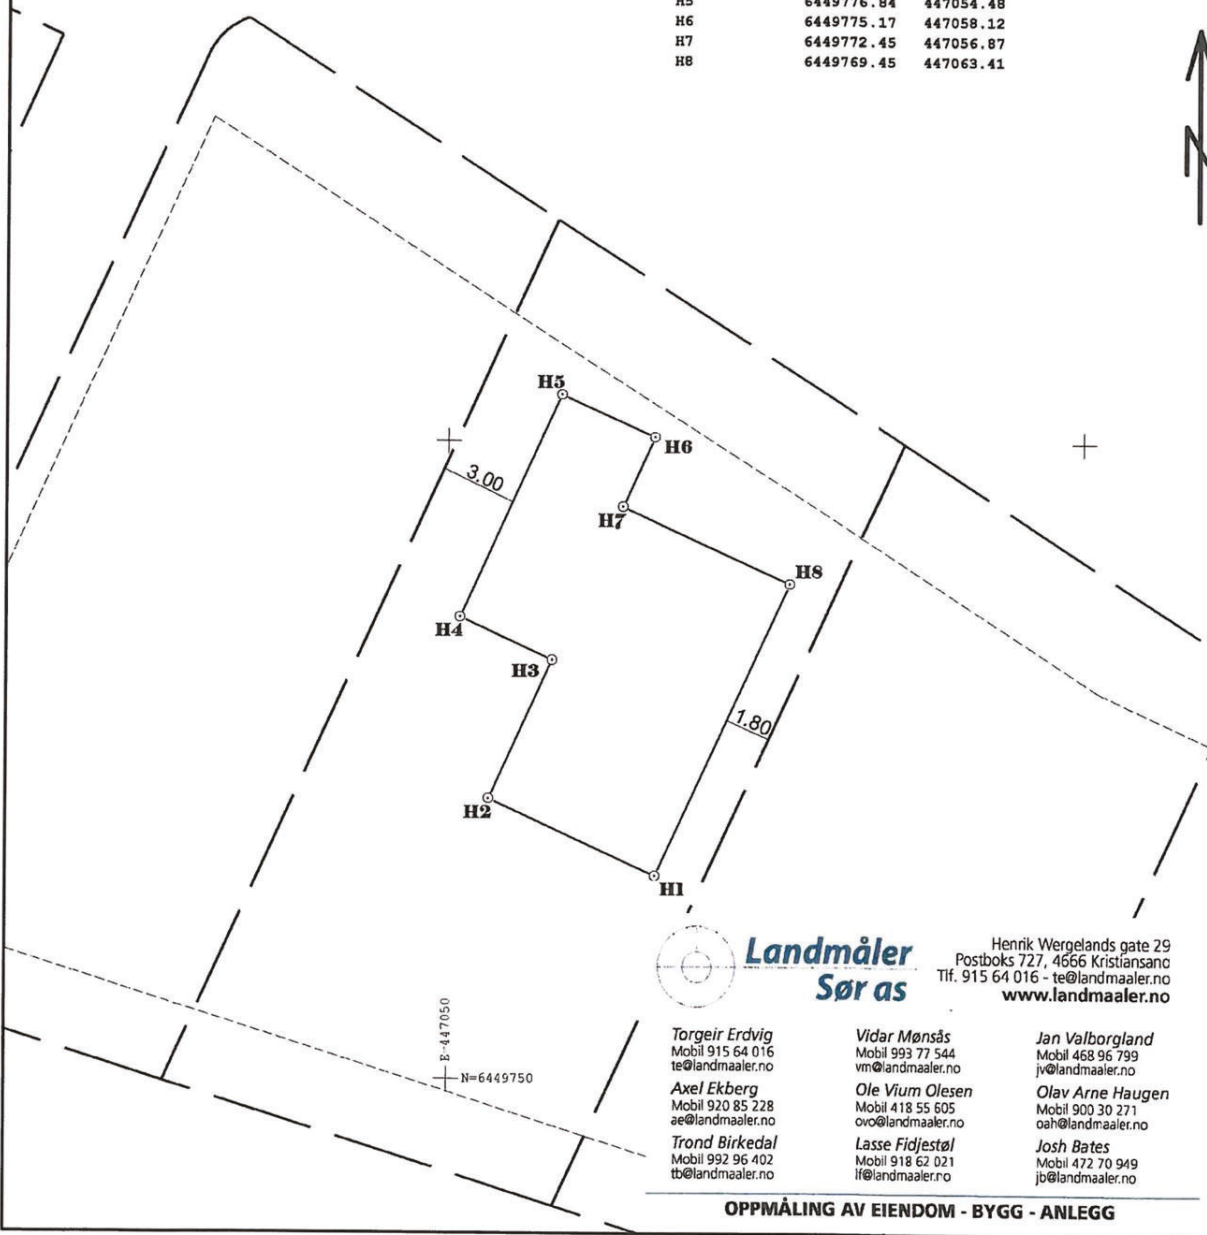 H5 6449776.84 447054.48
H6 6449775.17 447058.12
H7 6449772.45 447056.87
H8 6449769.45 447063.41
N
H5
H6
3.00
H7
H8
H4
H3
1.80
H2
H1
E-447050
N=6449750
Landmåler
Sør as
Henrik Wergelands gate 29
Postboks 727, 4666 Kristiansand
Tlf. 915 64 016 - te@landmaaler.no
www.landmaaler.no
Torgeir Erdvig
Mobil 915 64 016
te@landmaaler.no
Vidar Mønsås
Mobil 993 77 544
vm@landmaaler.no
Jan Valborgland
Mobil 468 96 799
jv@landmaaler.no
Axel Ekberg
Mobil 920 85 228
ae@landmaaler.no
Ole Vium Olesen
Mobil 418 55 605
ovo@landmaaler.no
Olav Arne Haugen
Mobil 900 30 271
oah@landmaaler.no
Trond Birkedal
Mobil 992 96 402
tb@landmaaler.no
Lasse Fidjestøl
Mobil 918 62 021
lf@landmaaler.no
Josh Bates
Mobil 472 70 949
jb@landmaaler.no
OPPMÅLING AV EIENDOM - BYGG - ANLEGG